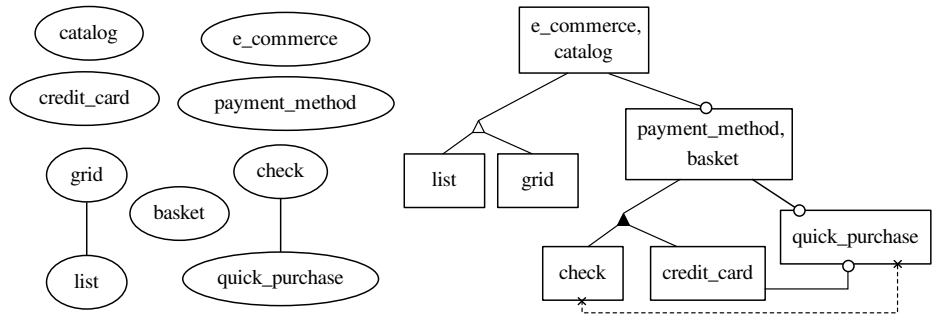 catalog
e_commerce
credit_card
payment_method
grid
check
basket
list
quick_purchase
e_commerce,
catalog
payment_method,
basket
list
grid
quick_purchase
check
credit_card